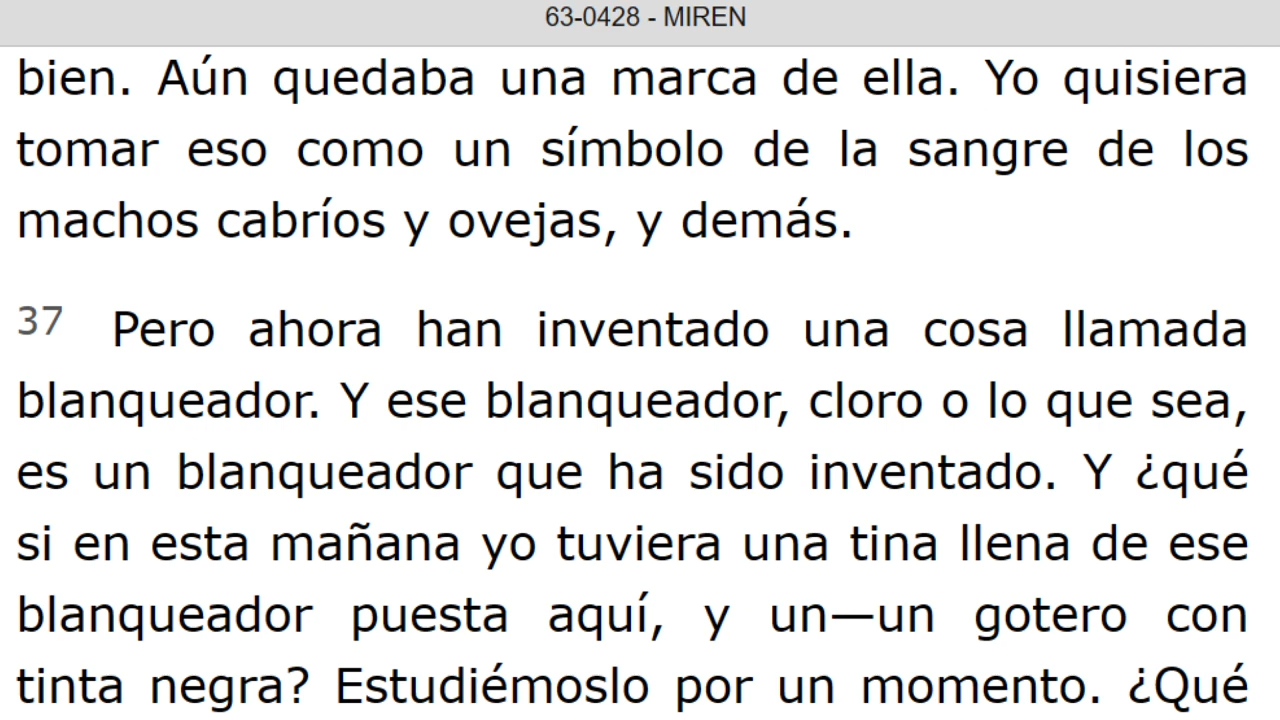 63-0428 - MIREN
bien. Aún quedaba una marca de ella. Yo quisiera
tomar eso como un símbolo de la sangre de los
machos cabríos y ovejas, y demás.
37 Pero ahora han inventado una cosa llamada
blanqueador. Y ese blanqueador, cloro o lo que sea,
es un blanqueador que ha sido inventado. Y ¿qué
si en esta mañana yo tuviera una tina llena de ese
blanqueador puesta aquí, y un—un gotero con
tinta negra? Estudiémoslo por un momento. ¿Qué